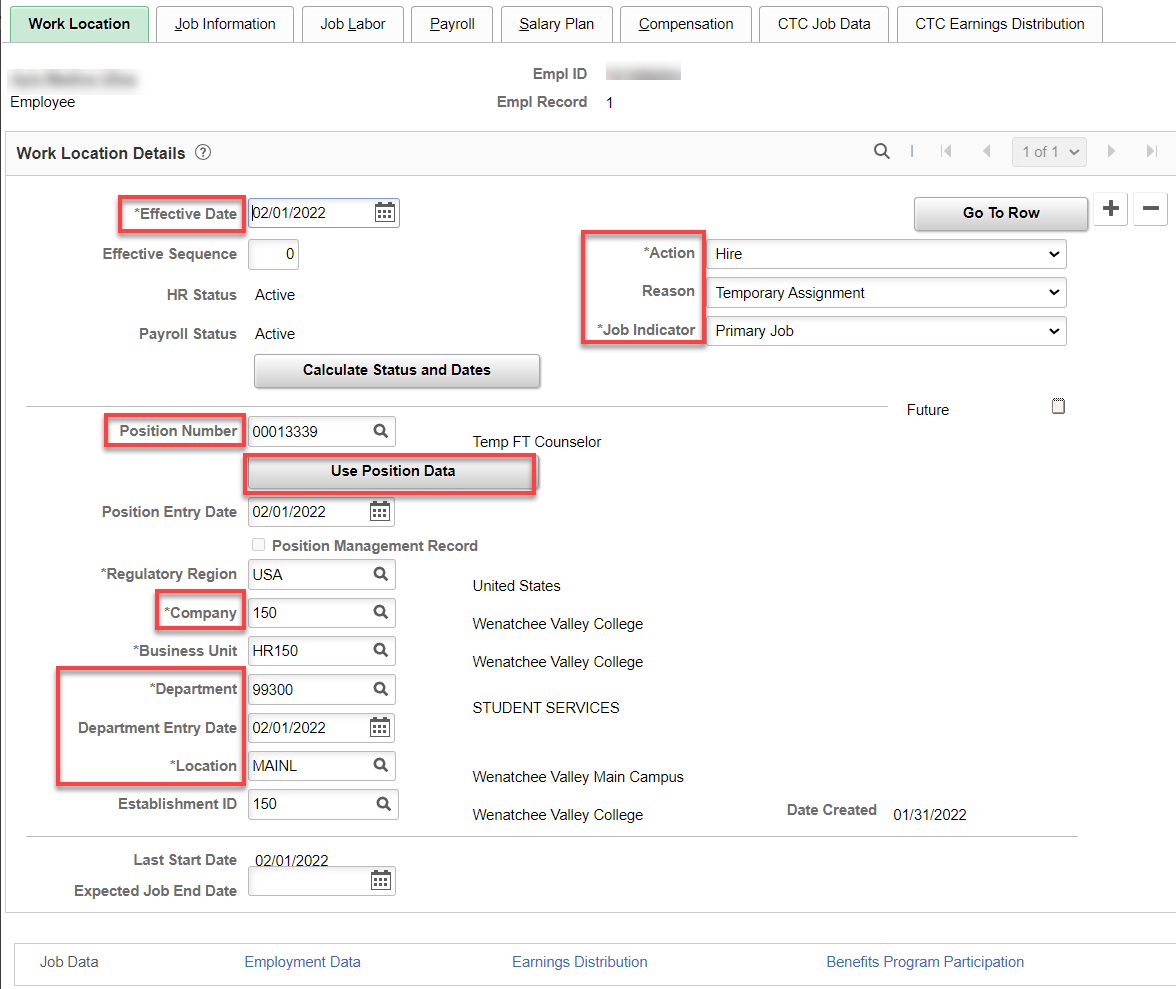 Work Location
Job Information
Job Labor
Payroll
Salary Plan
Compensation
CTC Job Data
CTC Earnings Distribution
Empl ID
Employee
Empl Record 1
Work Location Details ?
1 of 1
*Effective Date 02/01/2022
Go To Row
Effective Sequence 0
*Action Hire
HR Status Active
Reason Temporary Assignment
Payroll Status Active
*Job Indicator Primary Job
Calculate Status and Dates
Future
Position Number 00013339
Temp FT Counselor
Use Position Data
Position Entry Date 02/01/2022
Position Management Record
*Regulatory Region USA
United States
*Company 150
Wenatchee Valley College
*Business Unit HR150
Wenatchee Valley College
*Department 99300
STUDENT SERVICES
Department Entry Date 02/01/2022
*Location MAINL
Wenatchee Valley Main Campus
Establishment ID 150
Wenatchee Valley College
Date Created 01/31/2022
Last Start Date 02/01/2022
Expected Job End Date
Job Data
Employment Data
Earnings Distribution
Benefits Program Participation